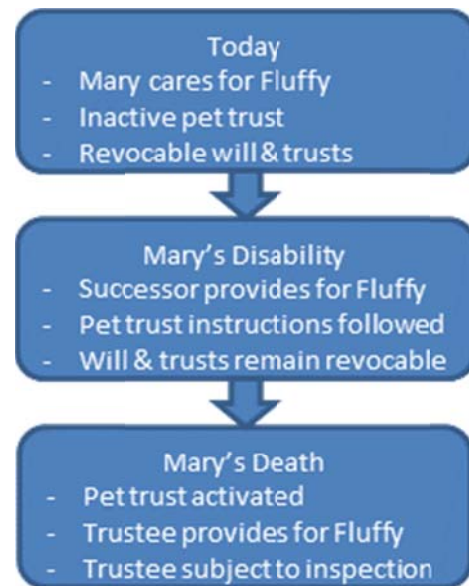 Today
- Mary cares for Fluffy
- Inactive pet trust
- Revocable will & trusts
Mary's Disability
- Successor provides for Fluffy
- Pet trust instructions followed
- Will & trusts remain revocable
Mary's Death
- Pet trust activated
- Trustee provides for Fluffy
- Trustee subject to inspection